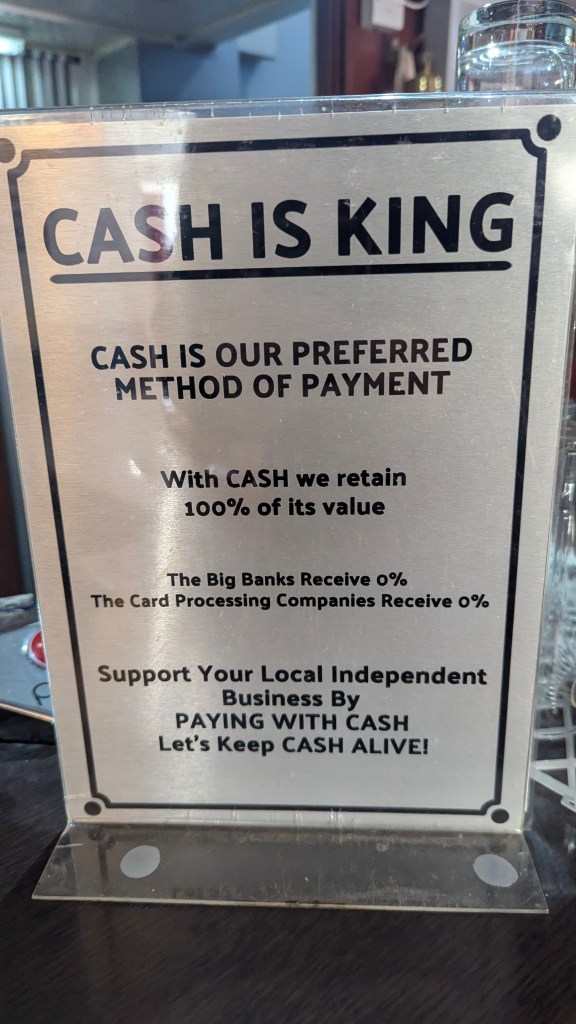 CASH IS KING
CASH IS OUR PREFERRED
METHOD OF PAYMENT
With CASH we retain
100% of its value
The Big Banks Receive 0%
The Card Processing Companies Receive 0%
Support Your Local Independent
Business By
PAYING WITH CASH
Let's Keep CASH ALIVE!